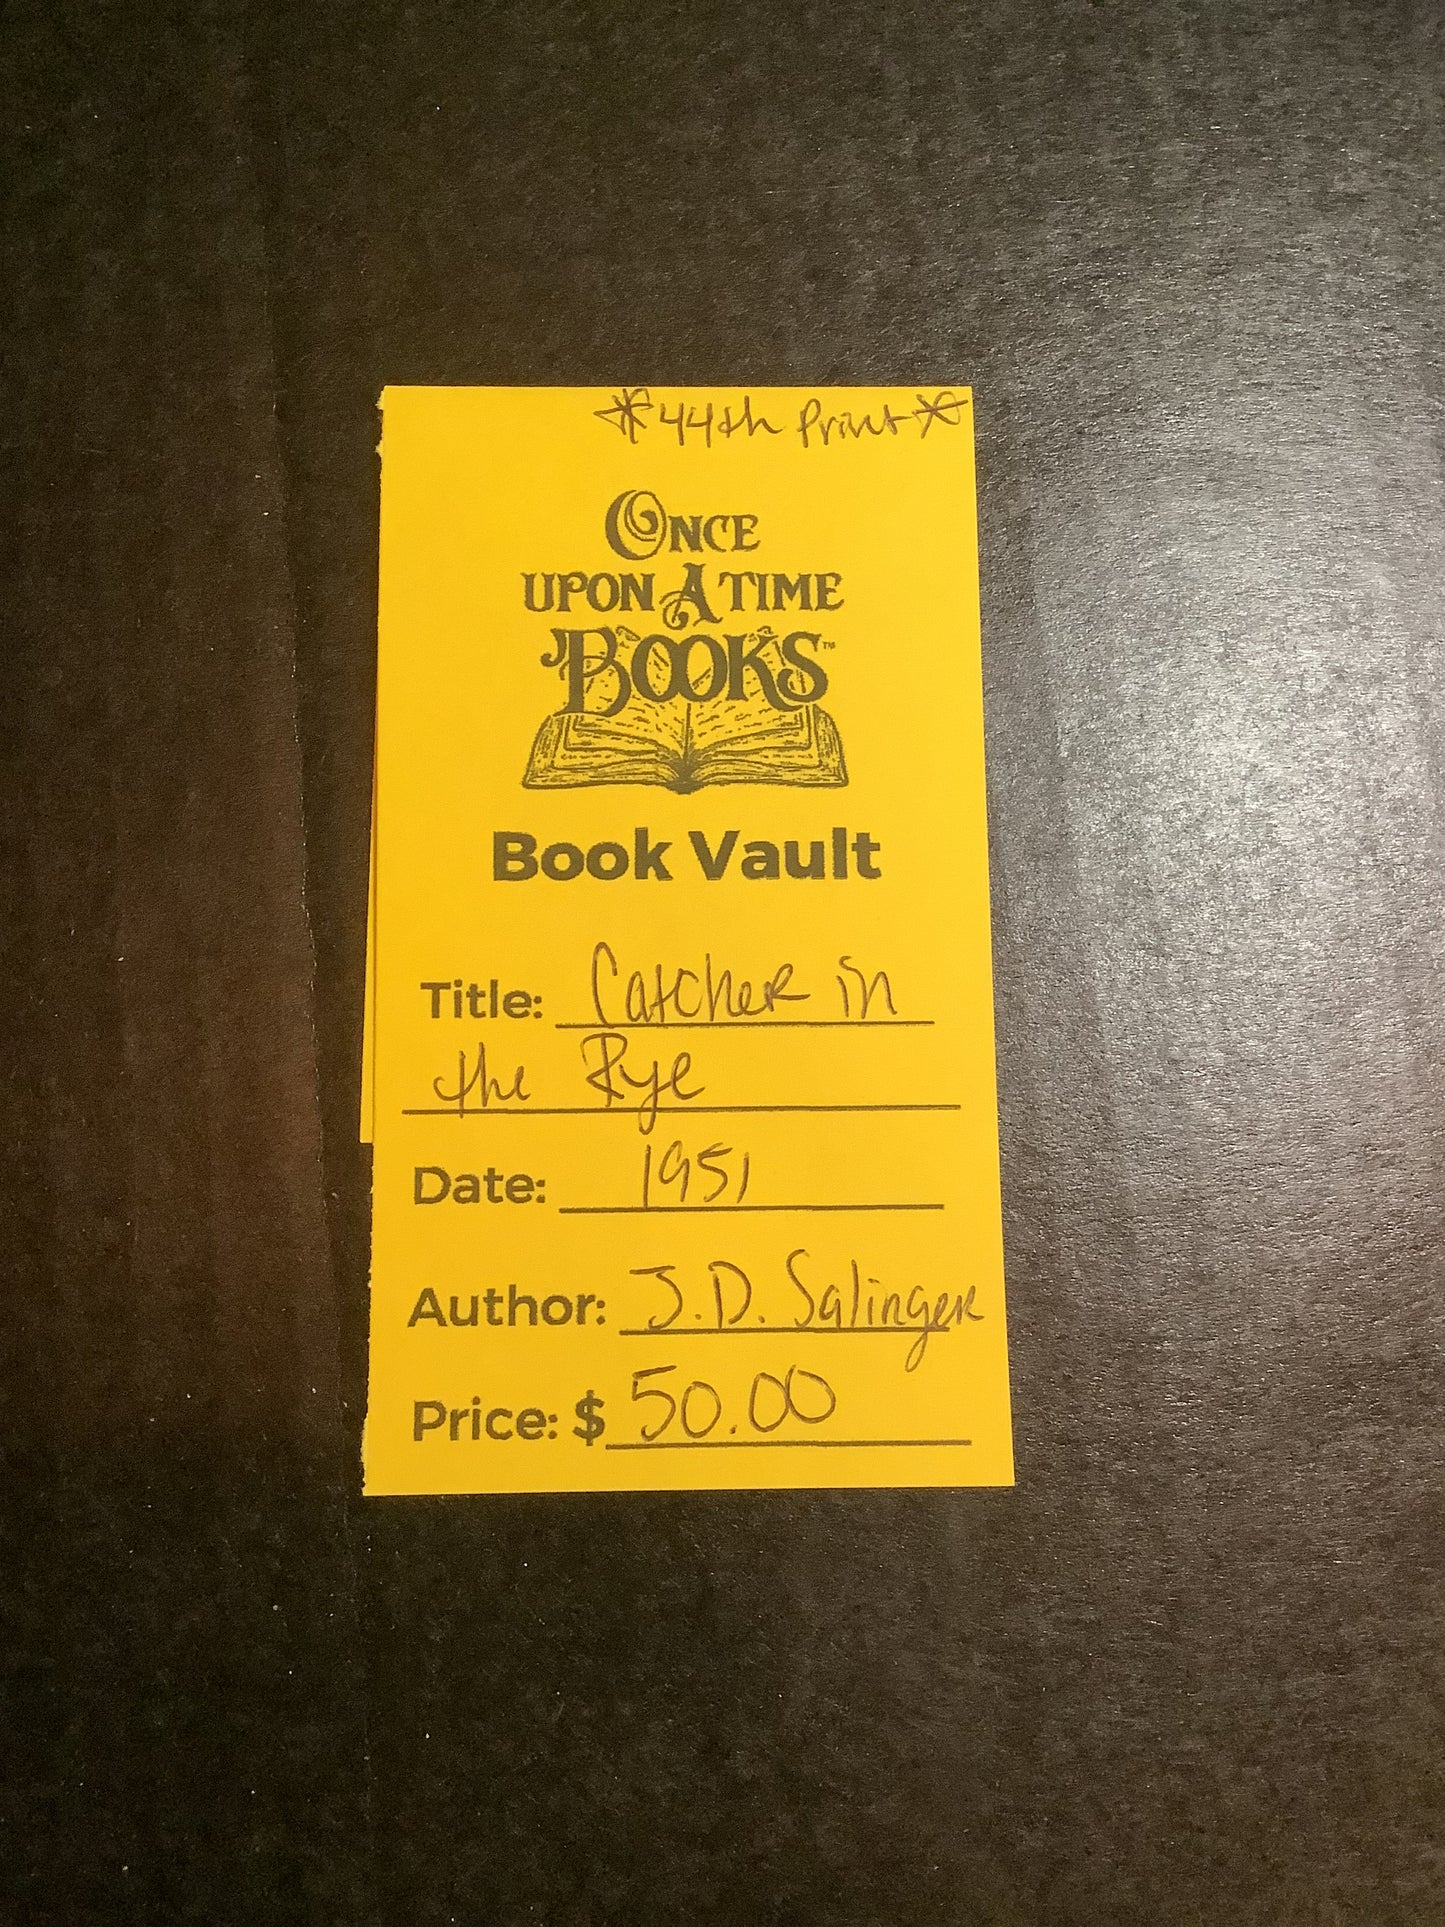 *44th Print*
ONCE
UPON A TIME
BOOKS™
Book Vault
Title: Catcher in
the Rye
Date: 1951
Author: J.D. Salinger
Price: $ 50.00